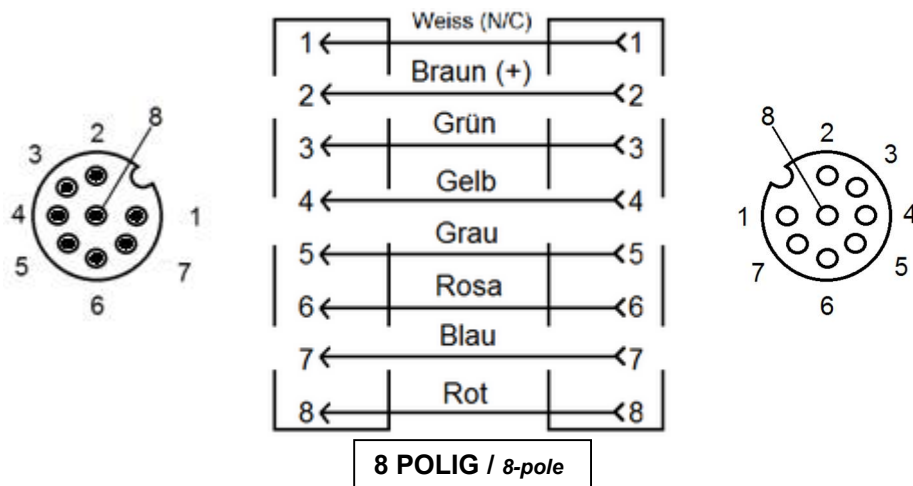 Weiss (N/C)
1 1
Braun (+)
2 2
Grün
3 3
Gelb
4 4
Grau
5 5
Rosa
6 6
Blau
7 7
Rot
8 8
8
2
3
4
1
5
7
6
8
2
3
1
4
7
5
6
8 POLIG / 8-pole